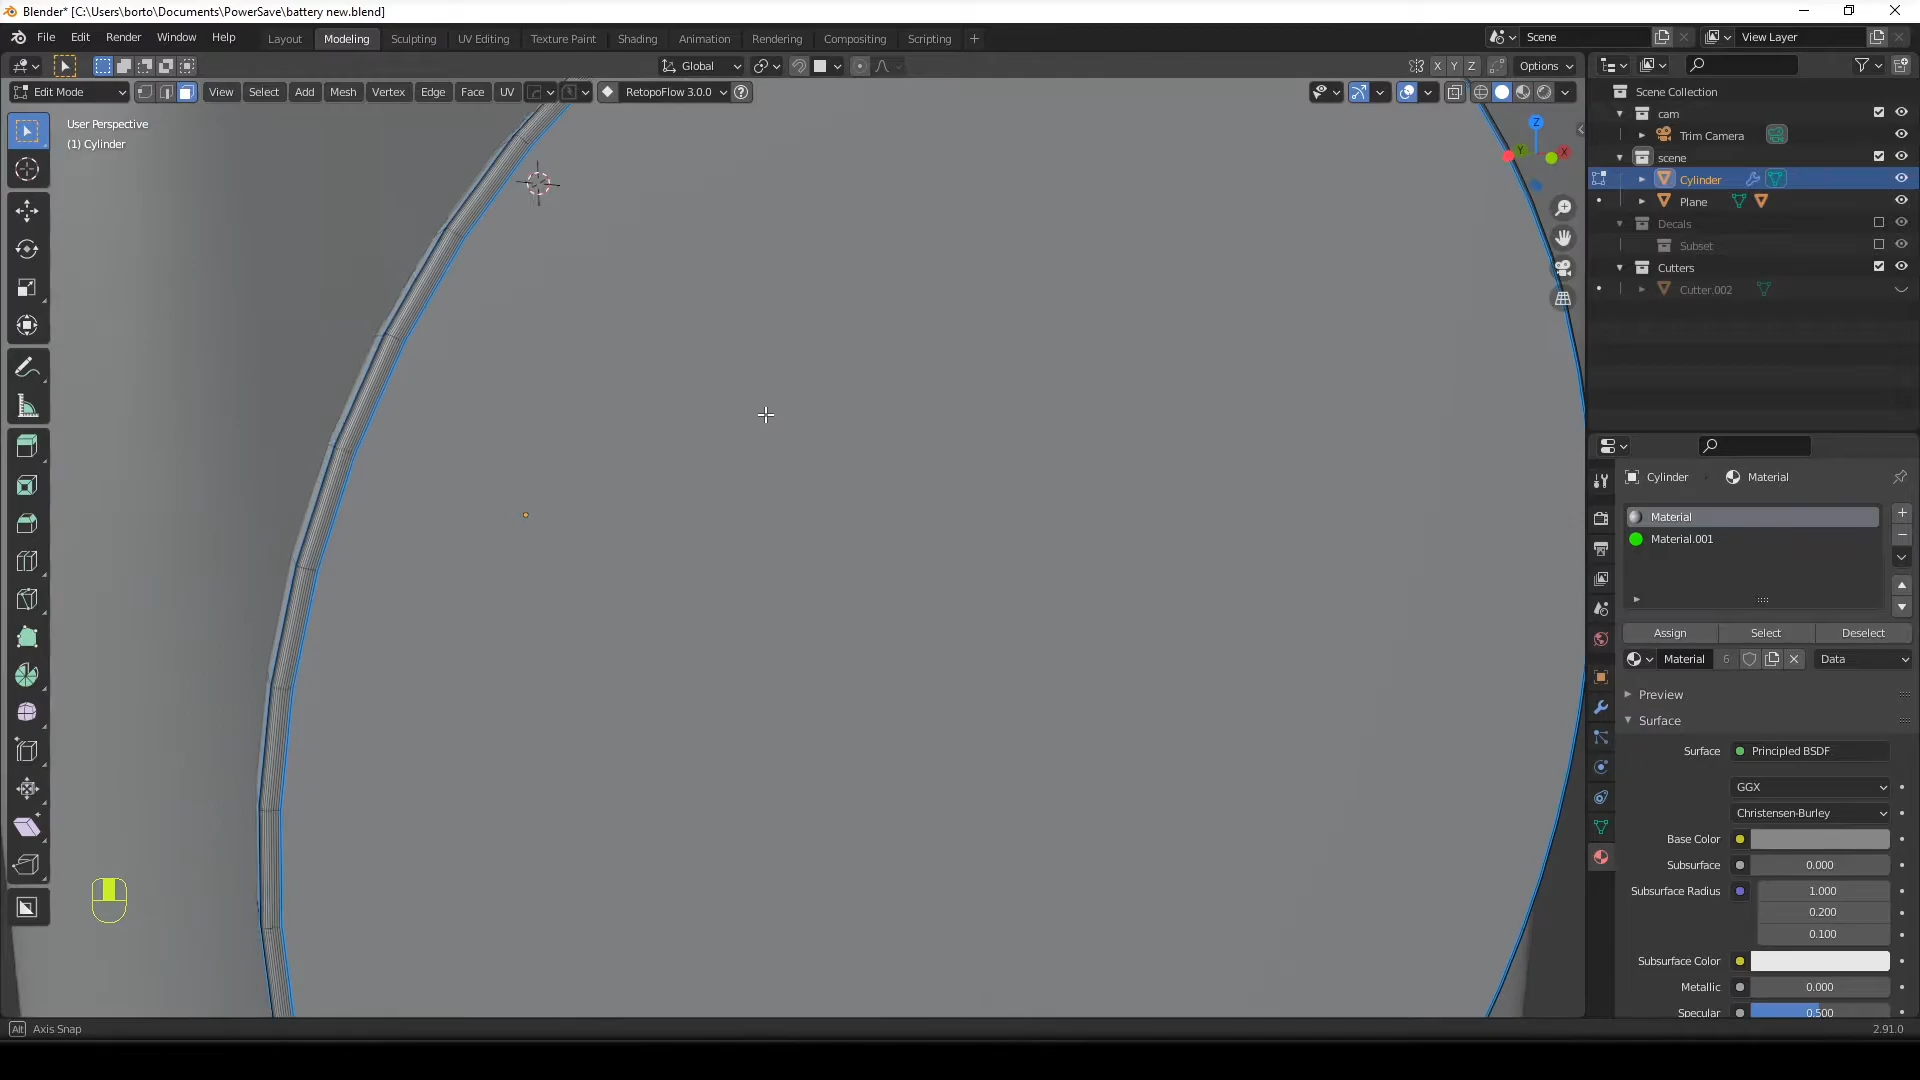 Blender* [C:\Users\borto\Documents\PowerSave\battery new.blend]
File Edit Render Window Help Layout Modeling Sculpting UV Editing Texture Paint Shading Animation Rendering Compositing Scripting + Scene View Layer
Global X Y Z Options
Edit Mode View Select Add Mesh Vertex Edge Face UV RetopoFlow 3.0.0
User Perspective
(1) Cylinder
Z
Y
X
Scene Collection
cam
Trim Camera
scene
Cylinder
Plane
Decals
Subset
Cutters
Cutter.002
Cylinder Material
Material
Material.001
Assign Select Deselect
Material 6 Data
Preview
Surface
Surface Principled BSDF
GGX
Christensen-Burley
Base Color
Subsurface 0.000
Subsurface Radius 1.000
0.200
0.100
Subsurface Color
Metallic 0.000
Specular 0.500
Alt Axis Snap
2.91.0